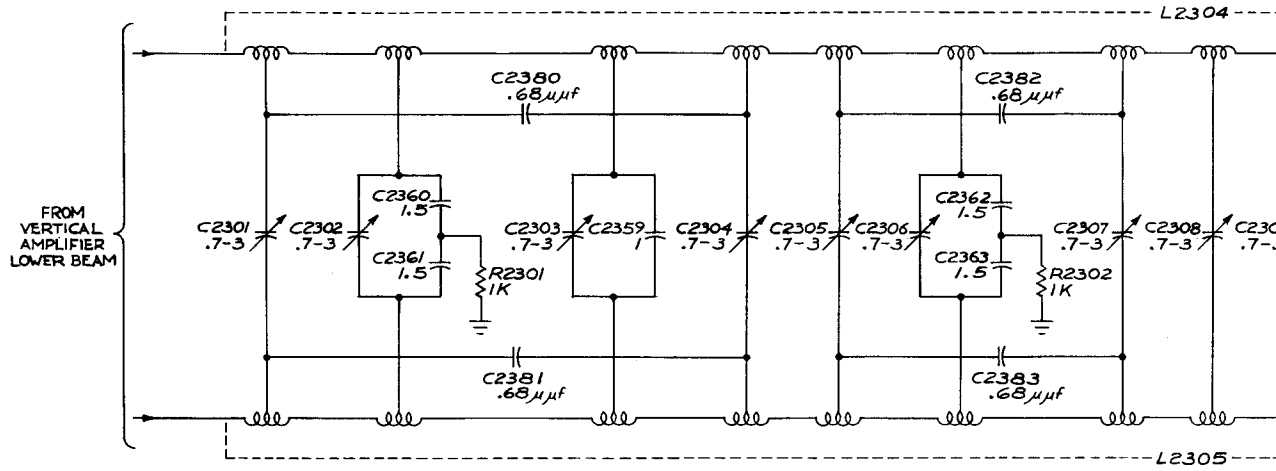 L2304
C2380
.68μμf
C2382
.68μμf
FROM
VERTICAL
AMPLIFIER
LOWER BEAM
C2301
.7-3
C2302
.7-3
C2360
1.5
C2361
1.5
R2301
1K
C2303
.7-3
C2359
1
C2304
.7-3
C2305
.7-3
C2306
.7-3
C2362
1.5
C2363
1.5
R2302
1K
C2307
.7-3
C2308
.7-3
C230
.7-3
C2381
.68μμf
C2383
.68μμf
L2305